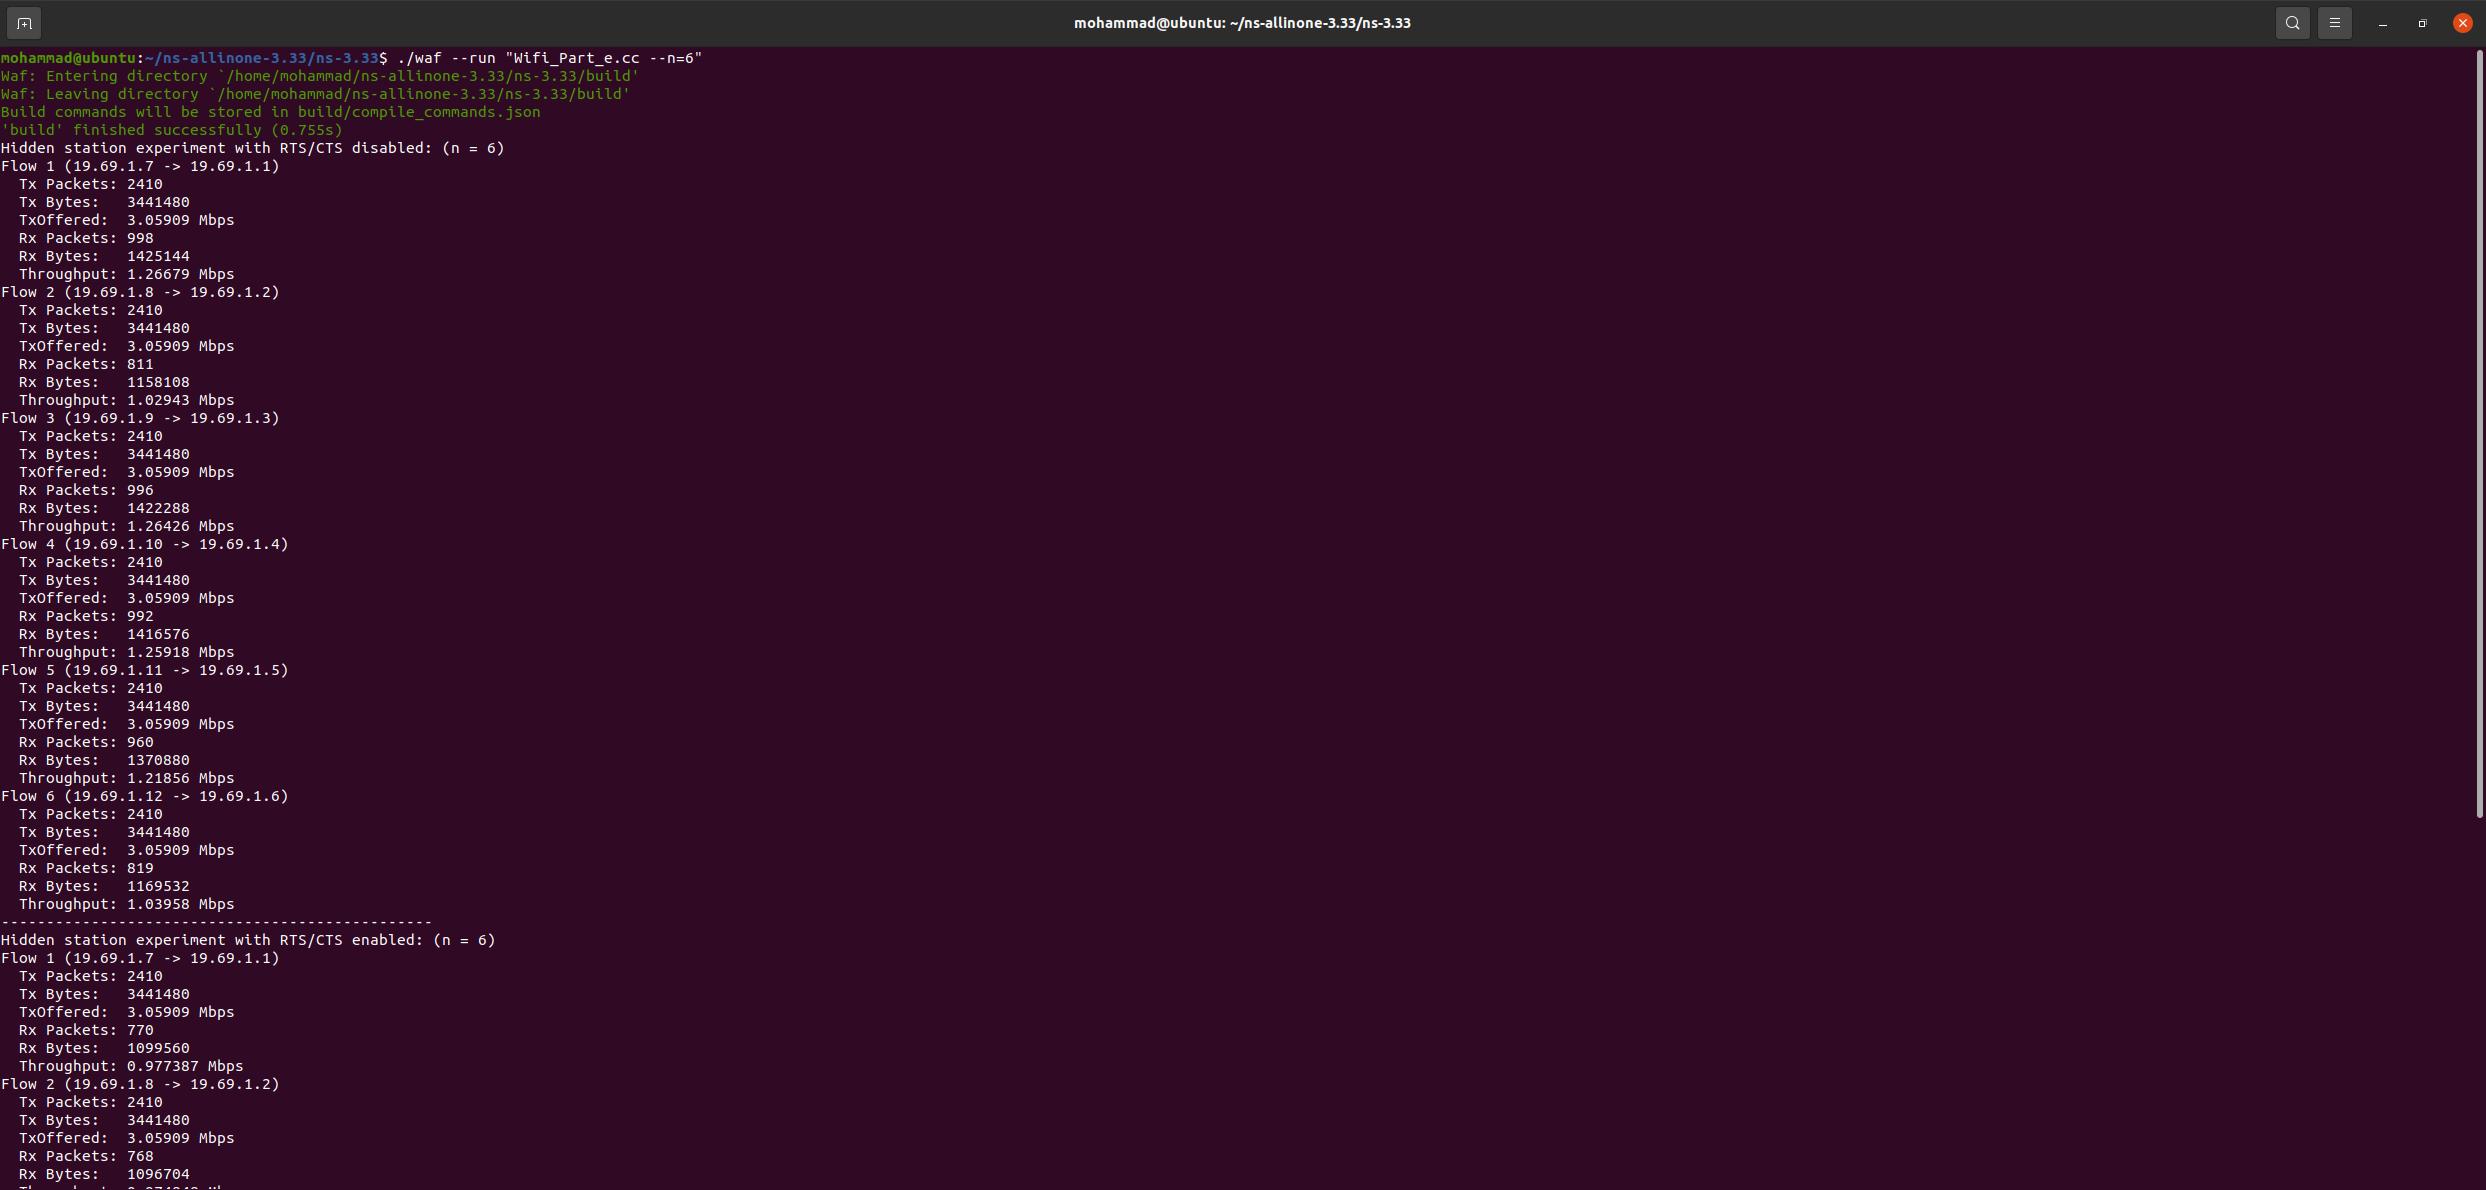 mohammad@ubuntu: ~/ns-allinone-3.33/ns-3.33
mohammad@ubuntu:~/ns-allinone-3.33/ns-3.33$ ./waf --run "Wifi_Part_e.cc --n=6"
Waf: Entering directory `/home/mohammad/ns-allinone-3.33/ns-3.33/build'
Waf: Leaving directory `/home/mohammad/ns-allinone-3.33/ns-3.33/build'
Build commands will be stored in build/compile_commands.json
'build' finished successfully (0.755s)
Hidden station experiment with RTS/CTS disabled: (n = 6)
Flow 1 (19.69.1.7 -> 19.69.1.1)
  Tx Packets: 2410
  Tx Bytes:   3441480
  TxOffered:  3.05909 Mbps
  Rx Packets: 998
  Rx Bytes:   1425144
  Throughput: 1.26679 Mbps
Flow 2 (19.69.1.8 -> 19.69.1.2)
  Tx Packets: 2410
  Tx Bytes:   3441480
  TxOffered:  3.05909 Mbps
  Rx Packets: 811
  Rx Bytes:   1158108
  Throughput: 1.02943 Mbps
Flow 3 (19.69.1.9 -> 19.69.1.3)
  Tx Packets: 2410
  Tx Bytes:   3441480
  TxOffered:  3.05909 Mbps
  Rx Packets: 996
  Rx Bytes:   1422288
  Throughput: 1.26426 Mbps
Flow 4 (19.69.1.10 -> 19.69.1.4)
  Tx Packets: 2410
  Tx Bytes:   3441480
  TxOffered:  3.05909 Mbps
  Rx Packets: 992
  Rx Bytes:   1416576
  Throughput: 1.25918 Mbps
Flow 5 (19.69.1.11 -> 19.69.1.5)
  Tx Packets: 2410
  Tx Bytes:   3441480
  TxOffered:  3.05909 Mbps
  Rx Packets: 960
  Rx Bytes:   1370880
  Throughput: 1.21856 Mbps
Flow 6 (19.69.1.12 -> 19.69.1.6)
  Tx Packets: 2410
  Tx Bytes:   3441480
  TxOffered:  3.05909 Mbps
  Rx Packets: 819
  Rx Bytes:   1169532
  Throughput: 1.03958 Mbps
------------------------------------------------
Hidden station experiment with RTS/CTS enabled: (n = 6)
Flow 1 (19.69.1.7 -> 19.69.1.1)
  Tx Packets: 2410
  Tx Bytes:   3441480
  TxOffered:  3.05909 Mbps
  Rx Packets: 770
  Rx Bytes:   1099560
  Throughput: 0.977387 Mbps
Flow 2 (19.69.1.8 -> 19.69.1.2)
  Tx Packets: 2410
  Tx Bytes:   3441480
  TxOffered:  3.05909 Mbps
  Rx Packets: 768
  Rx Bytes:   1096704